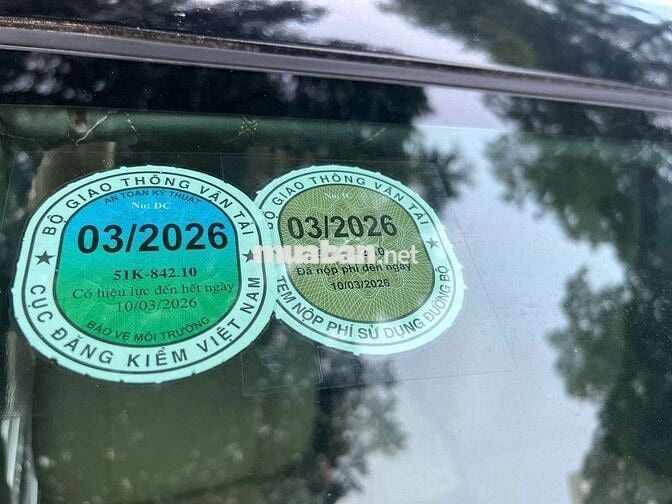 BỘ GIAO THÔNG VẬN TẢI
AN TOÀN KỸ THUẬT
No: DC
03/2026
51K-842.10
Có hiệu lực đến hết ngày
10/03/2026
BẢO VỆ MÔI TRƯỜNG
CỤC ĐĂNG KIỂM VIỆT NAM
BỘ GIAO THÔNG VẬN TẢI
03/2026
Đã nộp phí đến ngày
10/03/2026
TEM NỘP PHÍ SỬ DỤNG ĐƯỜNG BỘ
muaban.net